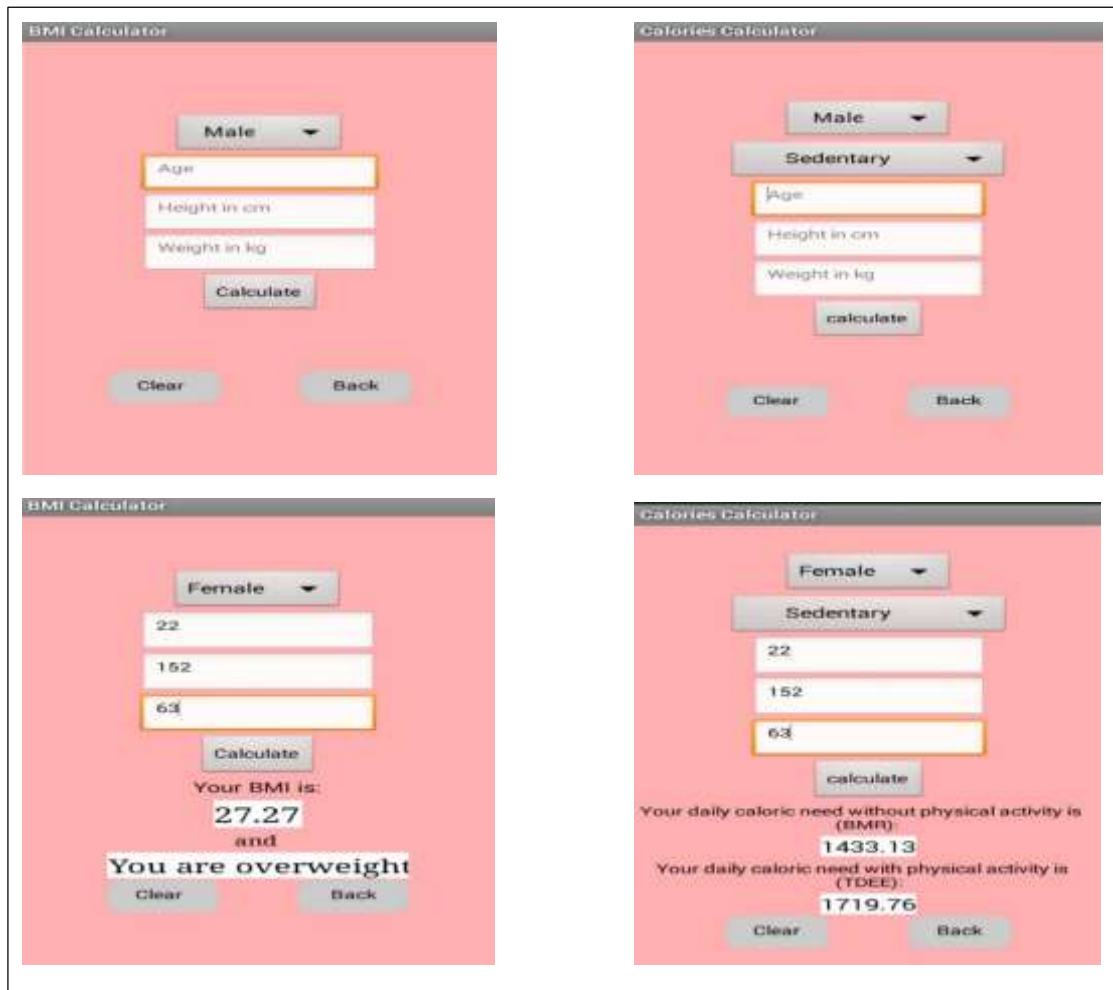 BMI Calculator
Male
Age
Height in cm
Weight in kg
Calculate
Clear
Back
Calories Calculator
Male
Sedentary
Age
Height in cm
Weight in kg
calculate
Clear
Back
BMI Calculator
Female
22
152
63
Calculate
Your BMI is:
27.27
and
You are overweight
Clear
Back
Calories Calculator
Female
Sedentary
22
152
63
calculate
Your daily caloric need without physical activity is
(BMR):
1433.13
Your daily caloric need with physical activity is
(TDEE):
1719.76
Clear
Back